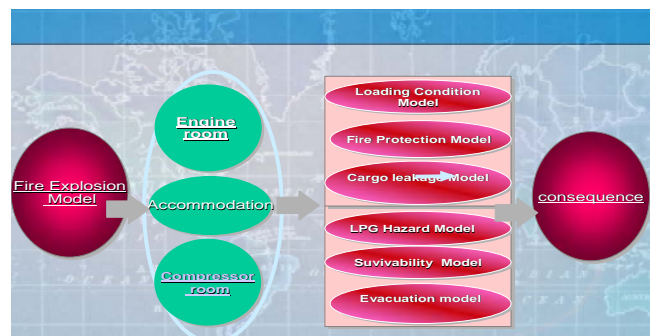 Fire Explosion
Model
Engine
room
Accommodation
Compressor
room
Loading Condition
Model
Fire Protection Model
Cargo leakage Model
LPG Hazard Model
Suvivability Model
Evacuation model
consequence